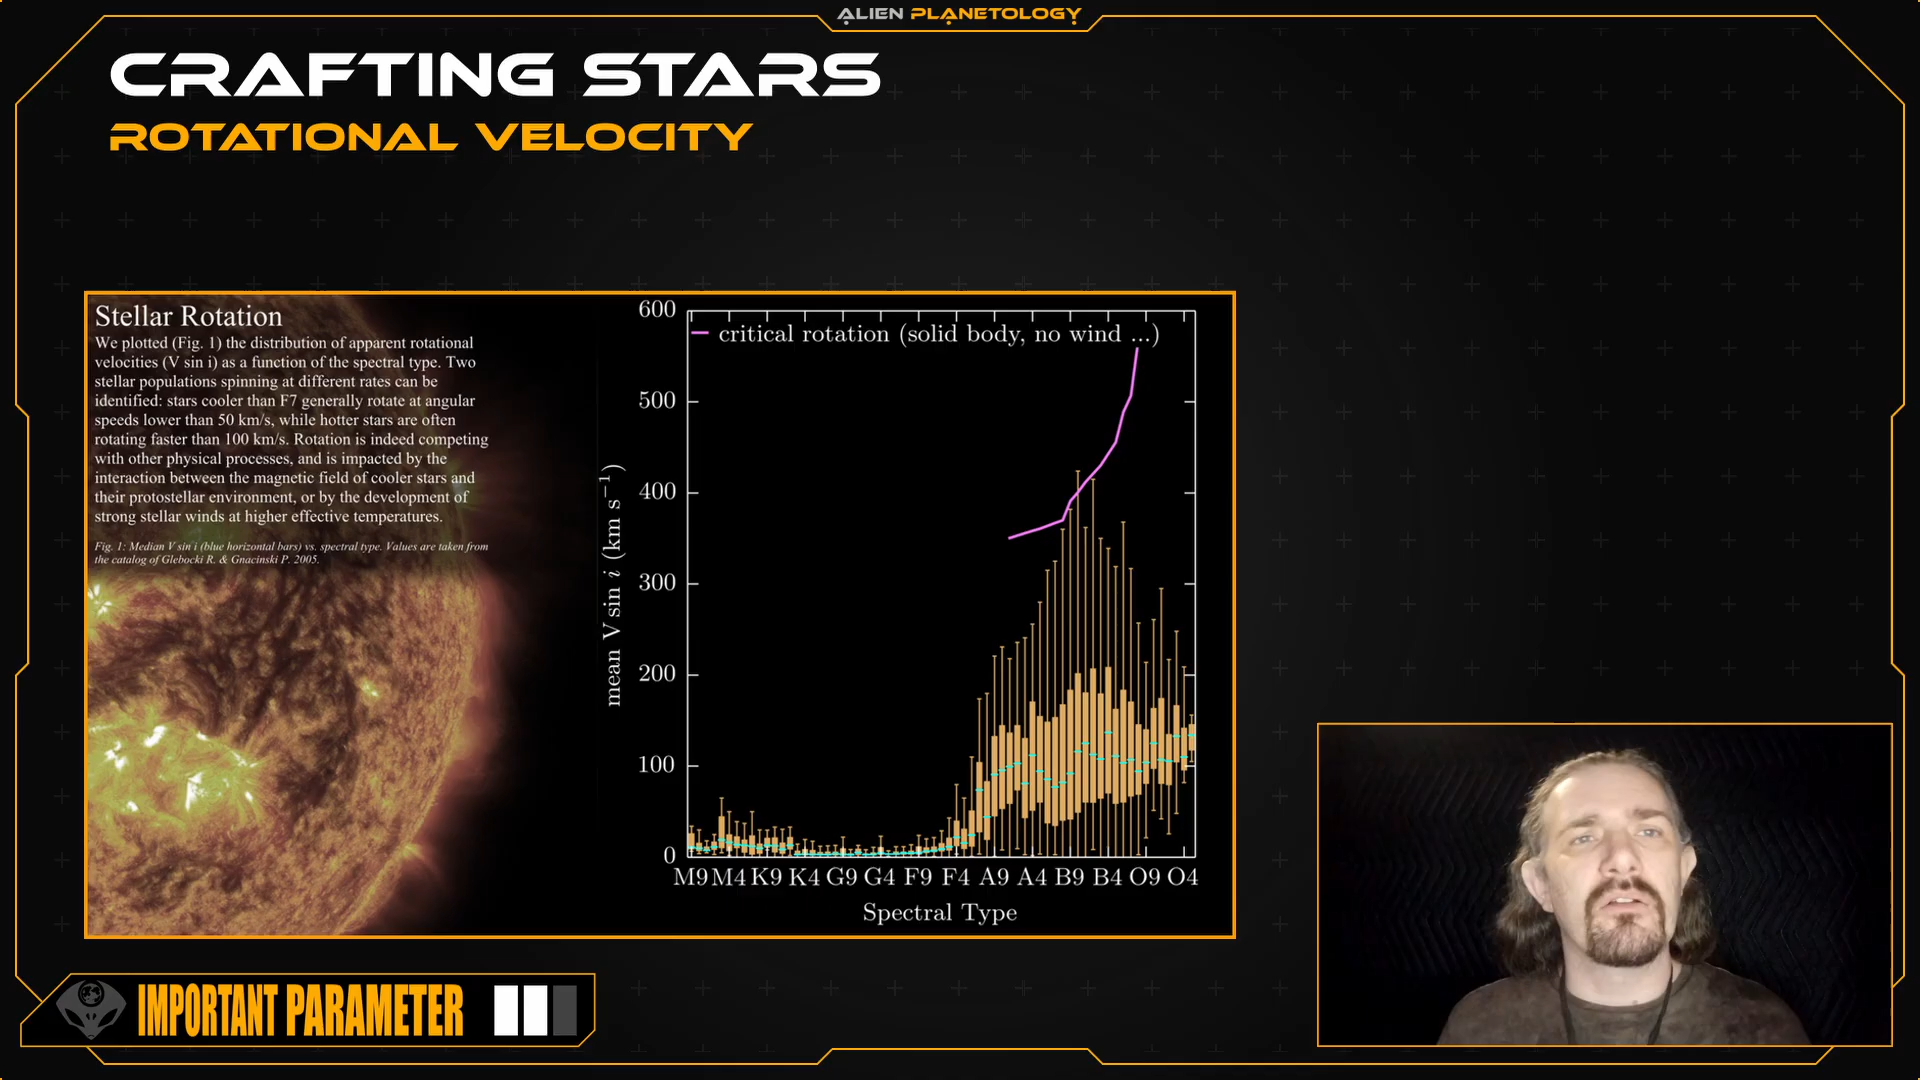 ALIEN PLANETOLOGY
CRAFTING STARS
ROTATIONAL VELOCITY
Stellar Rotation
We plotted (Fig. 1) the distribution of apparent rotational
velocities (V sin i) as a function of the spectral type. Two
stellar populations spinning at different rates can be
identified: stars cooler than F7 generally rotate at angular
speeds lower than 50 km/s, while hotter stars are often
rotating faster than 100 km/s. Rotation is indeed competing
with other physical processes, and is impacted by the
interaction between the magnetic field of cooler stars and
their protostellar environment, or by the development of
strong stellar winds at higher effective temperatures.
Fig. 1: Median V sin i (blue horizontal bars) vs. spectral type. Values are taken from
the catalog of Glebocki R. & Gnacinski P. 2005.
critical rotation (solid body, no wind ...)
600
500
400
300
200
100
0
mean V sin i (km s⁻¹)
M9 M4 K9 K4 G9 G4 F9 F4 A9 A4 B9 B4 O9 O4
Spectral Type
IMPORTANT PARAMETER